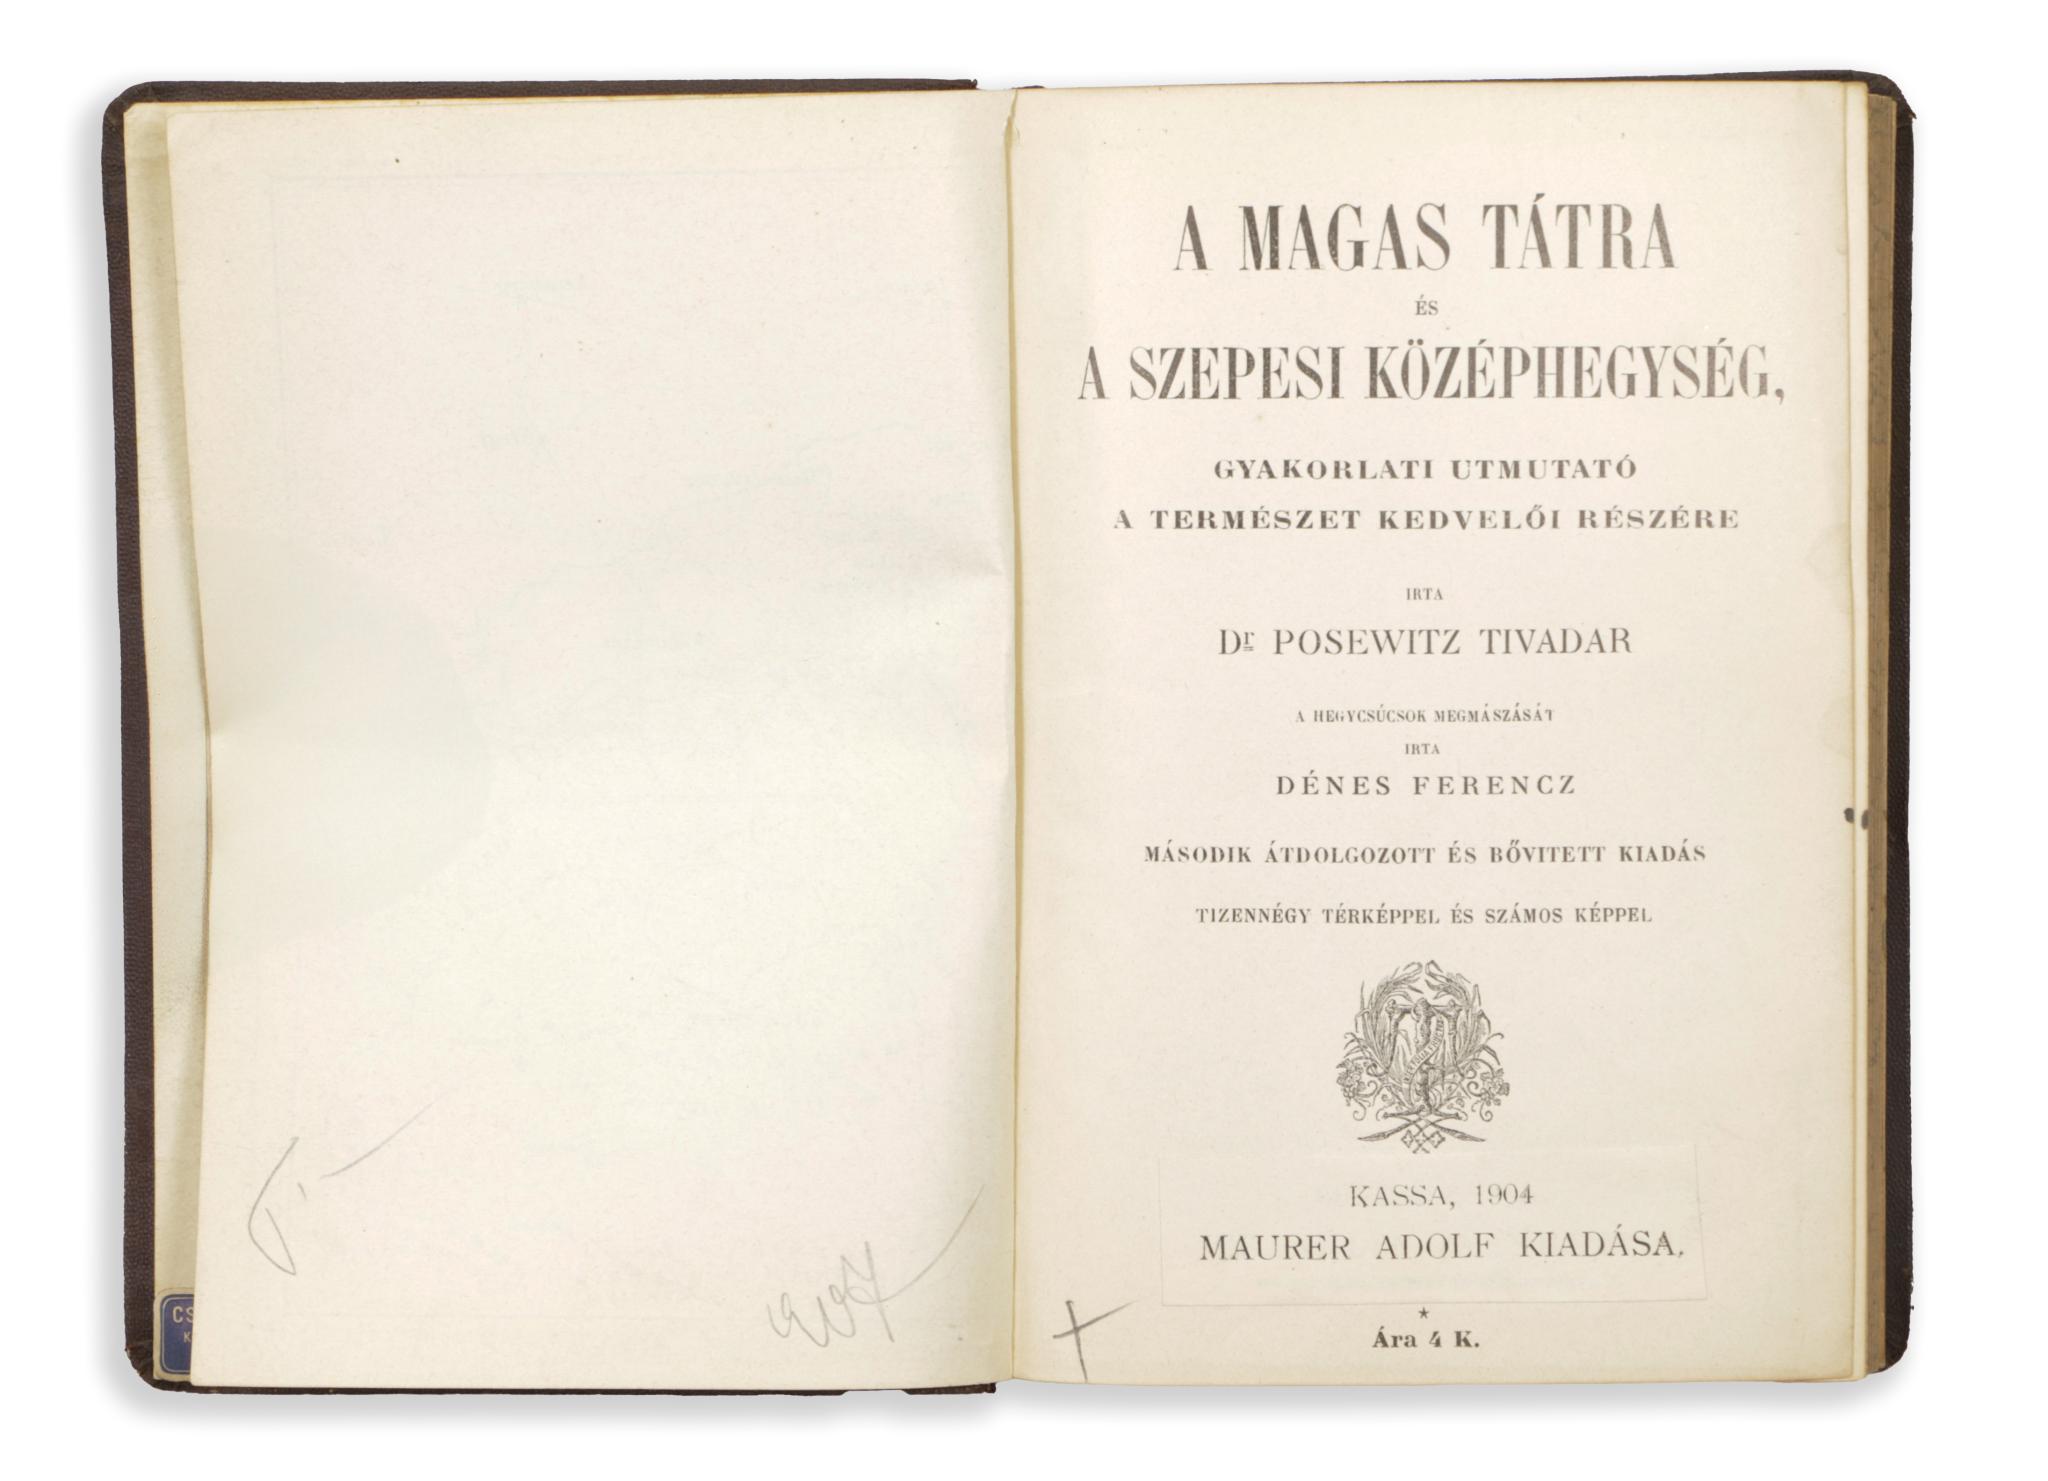 A MAGAS TÁTRA
ÉS
A SZEPESI KÖZÉPHEGYSÉG,
GYAKORLATI UTMUTATÓ
A TERMÉSZET KEDVELŐI RÉSZÉRE
IRTA
Dr POSEWITZ TIVADAR
A HEGYCSÚCSOK MEGMÁSZÁSÁT
IRTA
DÉNES FERENCZ
MÁSODIK ÁTDOLGOZOTT ÉS BŐVITETT KIADÁS
TIZENNÉGY TÉRKÉPPEL ÉS SZÁMOS KÉPPEL
KASSA, 1904
MAURER ADOLF KIADÁSA.
Ára 4 K.
CS
K